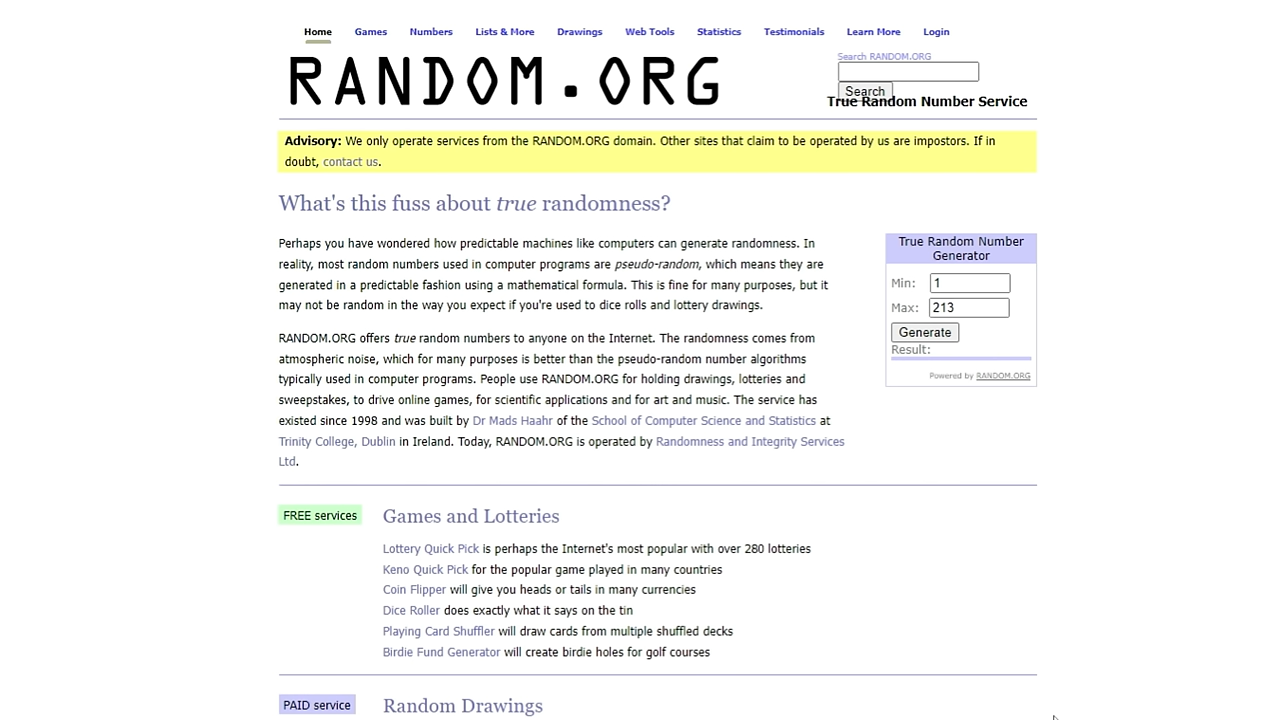 Home Games Numbers Lists & More Drawings Web Tools Statistics Testimonials Learn More Login
RANDOM.ORG
Search RANDOM.ORG
Search
True Random Number Service
Advisory: We only operate services from the RANDOM.ORG domain. Other sites that claim to be operated by us are impostors. If in
doubt, contact us.
What's this fuss about true randomness?
Perhaps you have wondered how predictable machines like computers can generate randomness. In
reality, most random numbers used in computer programs are pseudo-random, which means they are
generated in a predictable fashion using a mathematical formula. This is fine for many purposes, but it
may not be random in the way you expect if you're used to dice rolls and lottery drawings.
RANDOM.ORG offers true random numbers to anyone on the Internet. The randomness comes from
atmospheric noise, which for many purposes is better than the pseudo-random number algorithms
typically used in computer programs. People use RANDOM.ORG for holding drawings, lotteries and
sweepstakes, to drive online games, for scientific applications and for art and music. The service has
existed since 1998 and was built by Dr Mads Haahr of the School of Computer Science and Statistics at
Trinity College, Dublin in Ireland. Today, RANDOM.ORG is operated by Randomness and Integrity Services
Ltd.
True Random Number
Generator
Min: 1
Max: 213
Generate
Result:
Powered by RANDOM.ORG
FREE services
Games and Lotteries
Lottery Quick Pick is perhaps the Internet's most popular with over 280 lotteries
Keno Quick Pick for the popular game played in many countries
Coin Flipper will give you heads or tails in many currencies
Dice Roller does exactly what it says on the tin
Playing Card Shuffler will draw cards from multiple shuffled decks
Birdie Fund Generator will create birdie holes for golf courses
PAID service
Random Drawings